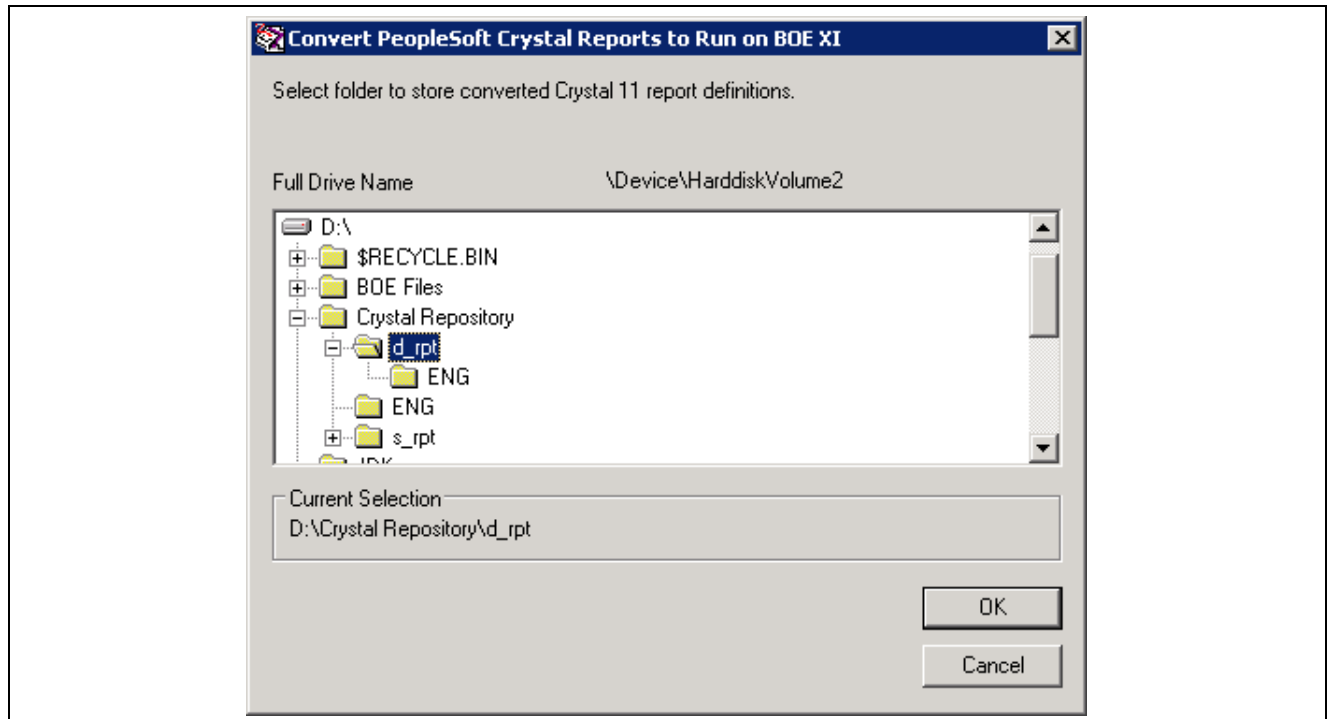 Convert PeopleSoft Crystal Reports to Run on BOE XI
Select folder to store converted Crystal 11 report definitions.
Full Drive Name \Device\HarddiskVolume2
D:\
$RECYCLE.BIN
BOE Files
Crystal Repository
d_rpt
ENG
ENG
s_rpt
Current Selection
D:\Crystal Repository\d_rpt
OK
Cancel